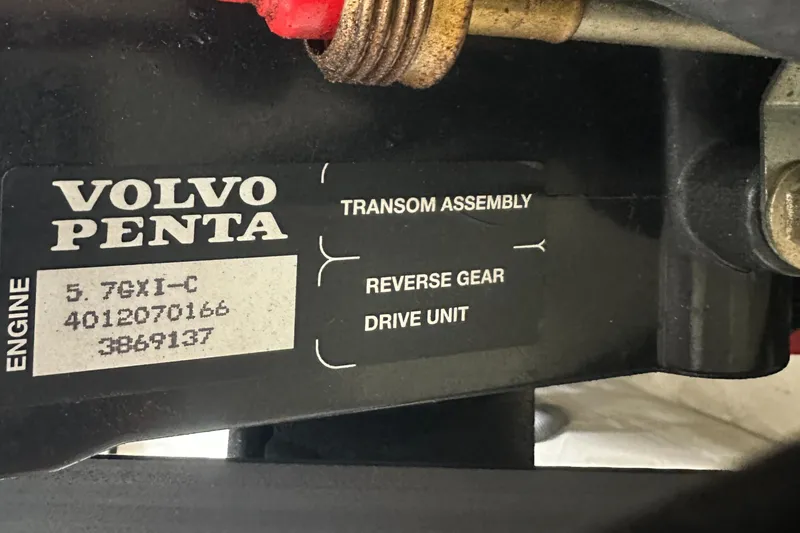 VOLVO
PENTA
ENGINE
5.7GXI-C
4012070166
3869137
TRANSOM ASSEMBLY
REVERSE GEAR
DRIVE UNIT